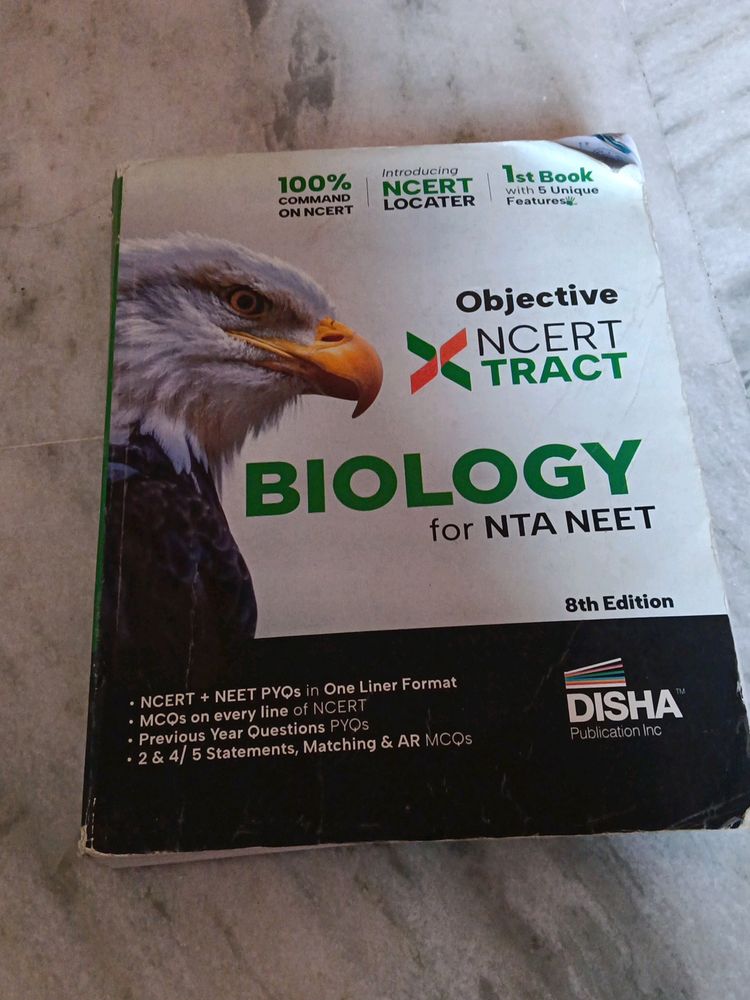 100%
COMMAND
ON NCERT
Introducing
NCERT
LOCATER
1st Book
with 5 Unique
Features
Objective
NCERT
XTRACT
BIOLOGY
for NTA NEET
8th Edition
• NCERT + NEET PYQs in One Liner Format
• MCQs on every line of NCERT
• Previous Year Questions PYQs
• 2 & 4/ 5 Statements, Matching & AR MCQs
DISHA™
Publication Inc